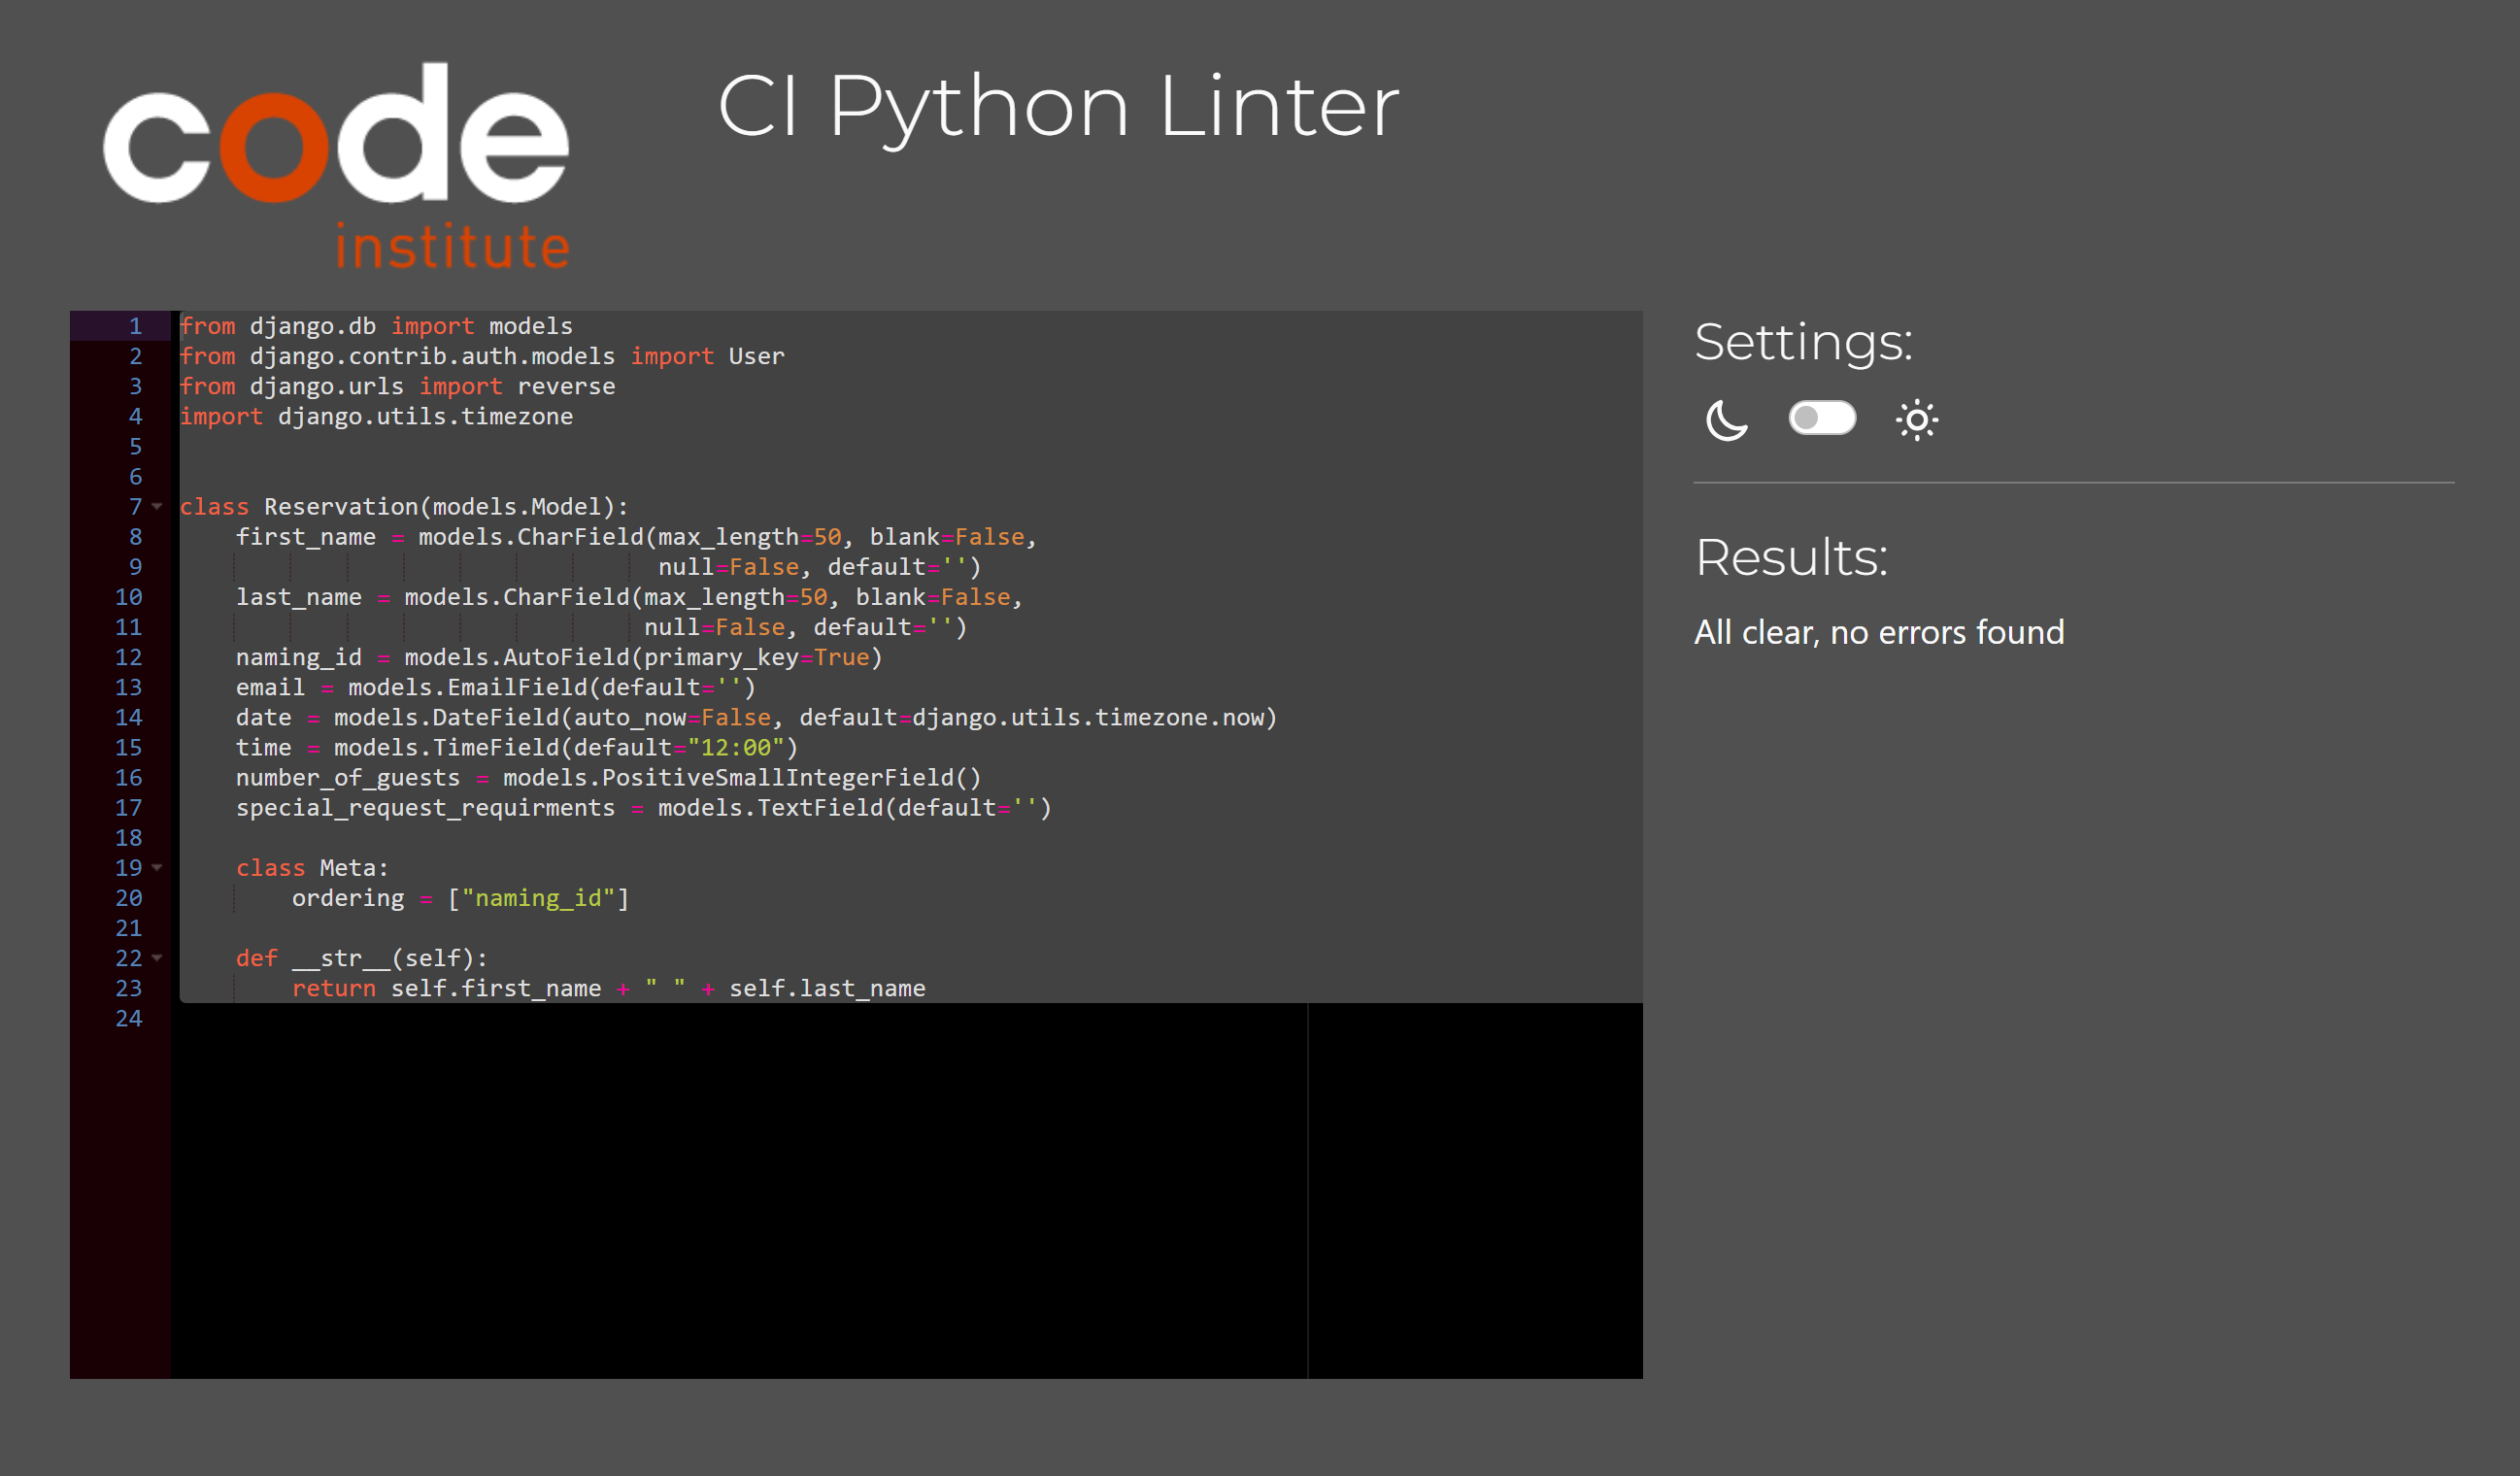 code
institute
CI Python Linter
1 from django.db import models
2 from django.contrib.auth.models import User
3 from django.urls import reverse
4 import django.utils.timezone
5
6
7 class Reservation(models.Model):
8     first_name = models.CharField(max_length=50, blank=False,
9                                   null=False, default='')
10     last_name = models.CharField(max_length=50, blank=False,
11                                  null=False, default='')
12     naming_id = models.AutoField(primary_key=True)
13     email = models.EmailField(default='')
14     date = models.DateField(auto_now=False, default=django.utils.timezone.now)
15     time = models.TimeField(default="12:00")
16     number_of_guests = models.PositiveSmallIntegerField()
17     special_request_requirments = models.TextField(default='')
18
19     class Meta:
20         ordering = ["naming_id"]
21
22     def __str__(self):
23         return self.first_name + " " + self.last_name
24
Settings:
Results:
All clear, no errors found